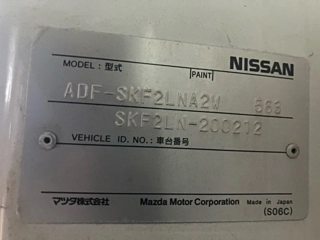 NISSAN
MODEL: 型式 PAINT
ADF-SKF2LNA2W 568
SKF2LN-200212
VEHICLE ID. NO.: 車台番号
マツダ株式会社 Mazda Motor Corporation Made in Japan
(S06C)